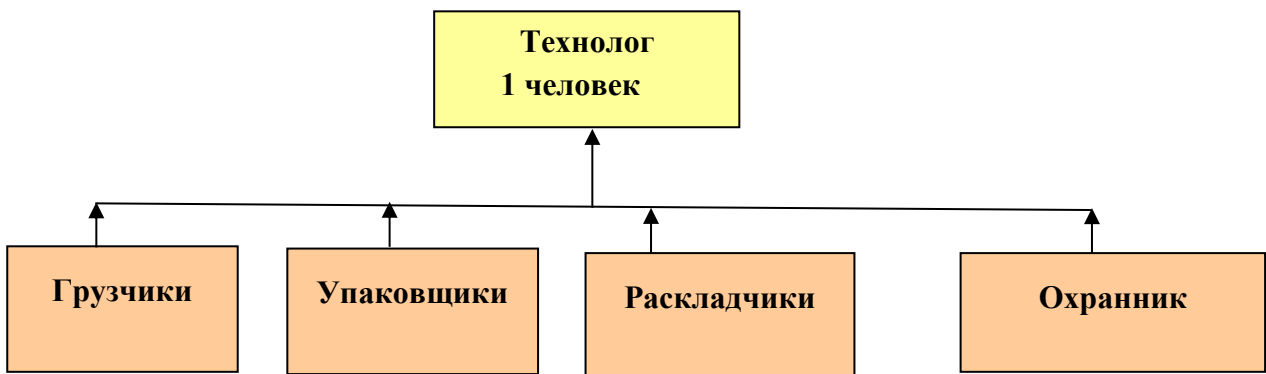 Технолог
1 человек
Грузчики
Упаковщики
Раскладчики
Охранник